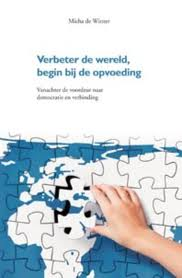 Micha de Winter
Verbeter de wereld,
begin bij de opvoeding
Vanachter de voordeur naar
democratie en verbinding